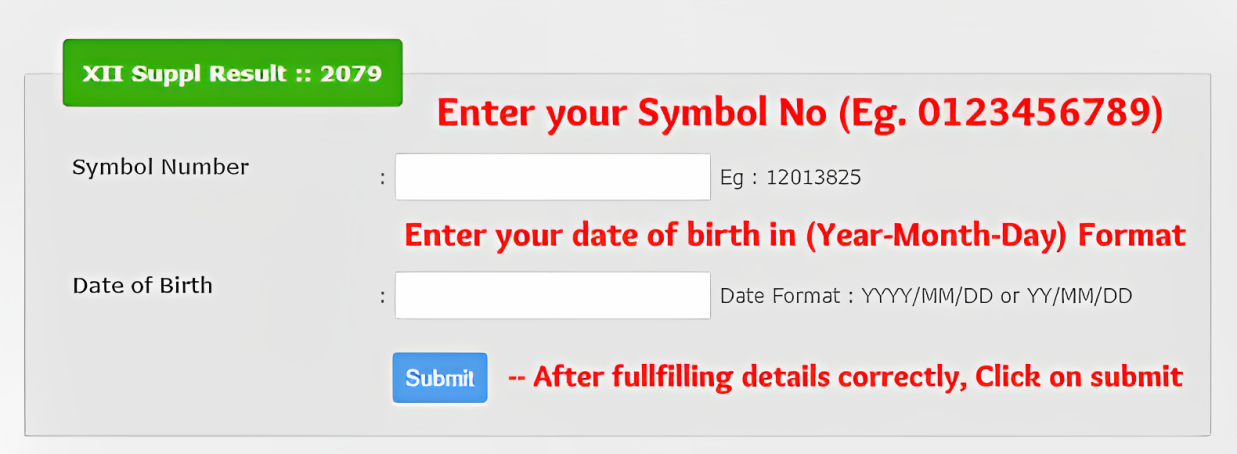 XII Suppl Result :: 2079
Enter your Symbol No (Eg. 0123456789)
Symbol Number : Eg : 12013825
Enter your date of birth in (Year-Month-Day) Format
Date of Birth : Date Format : YYYY/MM/DD or YY/MM/DD
Submit -- After fullfilling details correctly, Click on submit